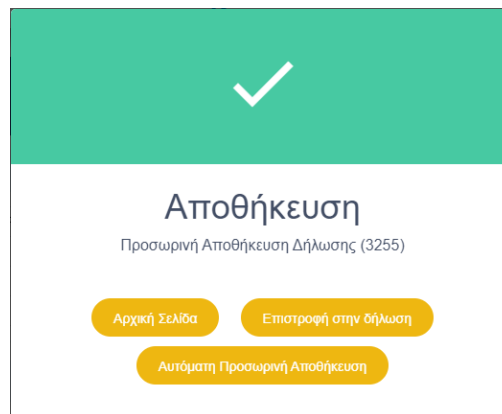 Αποθήκευση
Προσωρινή Αποθήκευση Δήλωσης (3255)
Αρχική Σελίδα
Επιστροφή στην δήλωση
Αυτόματη Προσωρινή Αποθήκευση